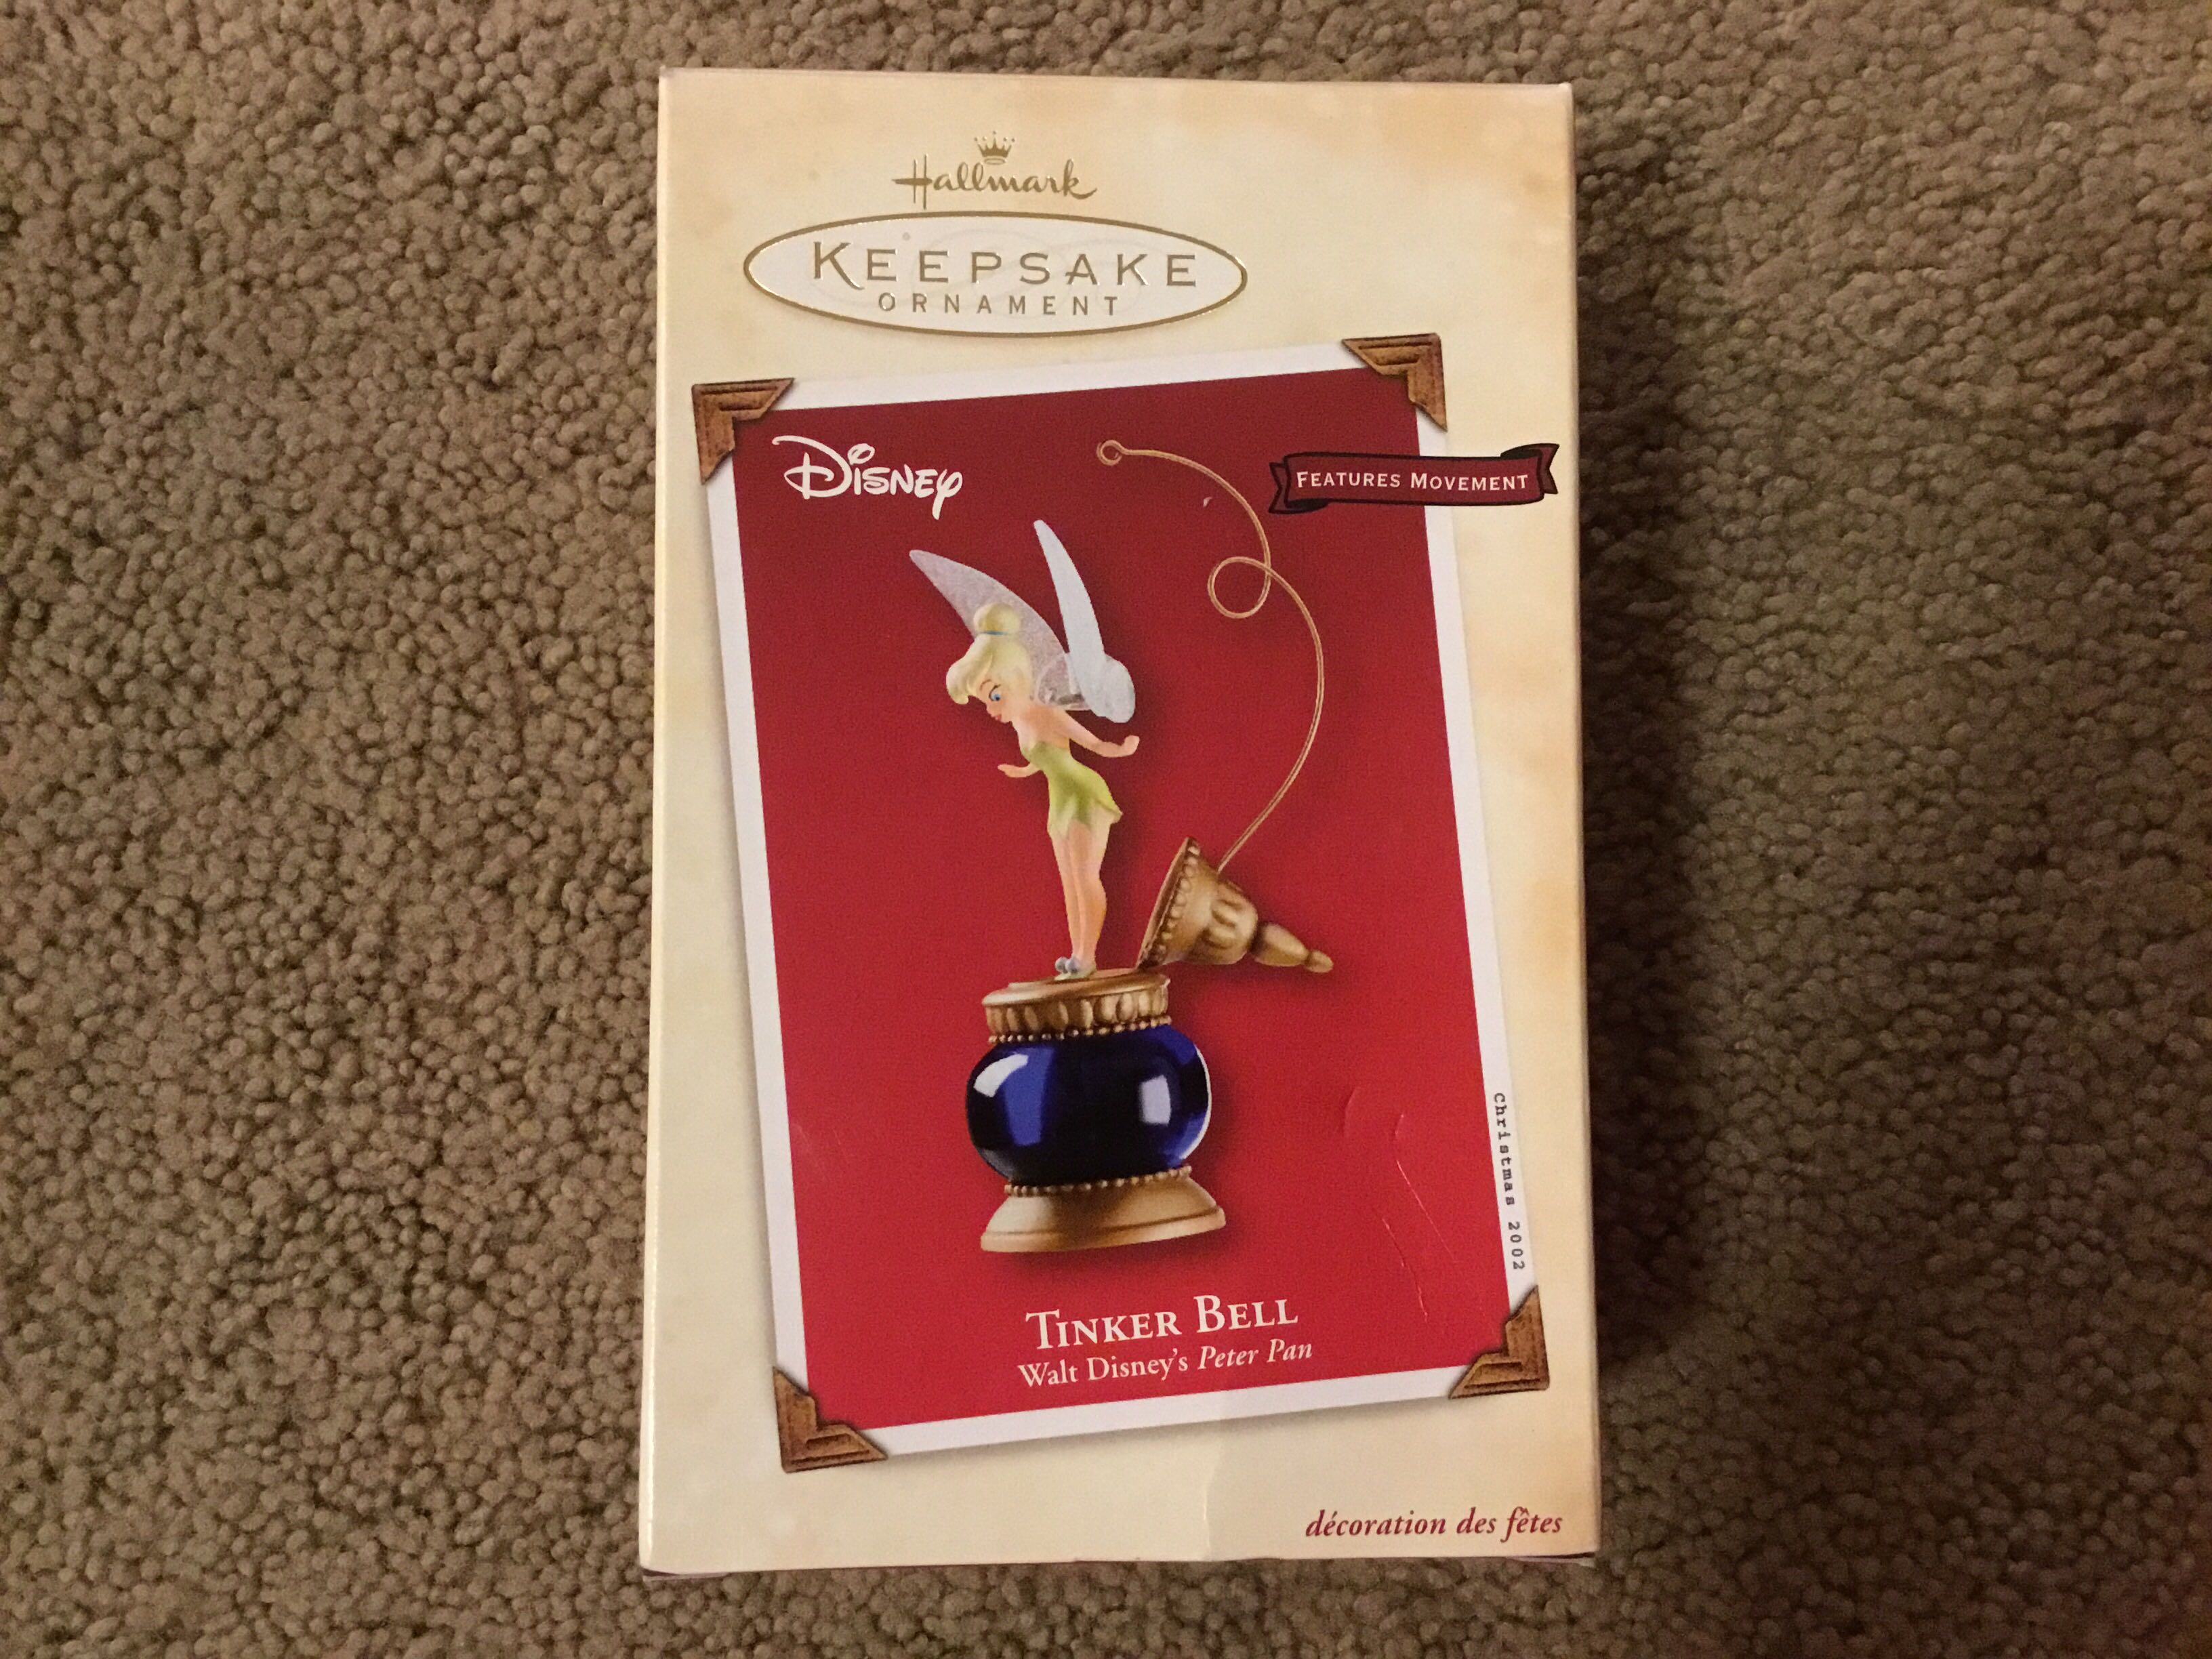 Hallmark
KEEPSAKE
ORNAMENT
Disney
FEATURES MOVEMENT
Christmas 2002
TINKER BELL
Walt Disney's Peter Pan
décoration des fêtes